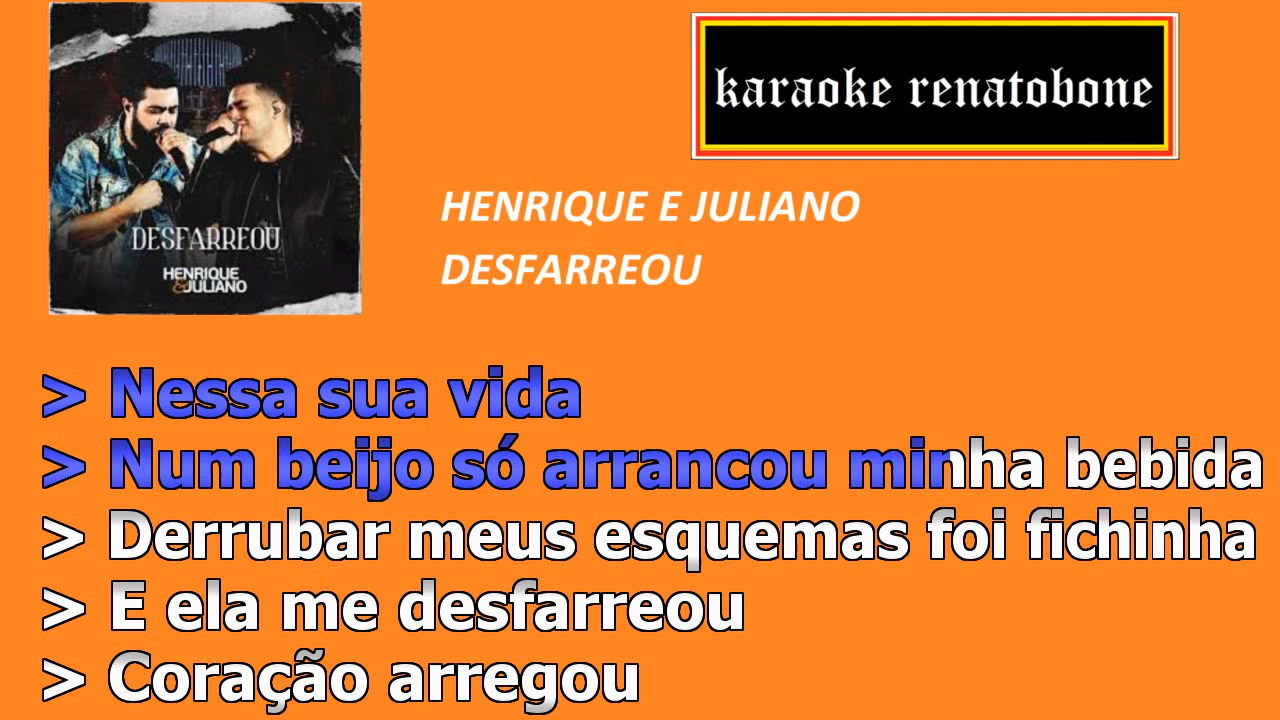 karaoke renatobone
HENRIQUE E JULIANO
DESFARREOU
DESFARREOU
HENRIQUE
&JULIANO
> Nessa sua vida
> Num beijo só arrancou minha bebida
> Derrubar meus esquemas foi fichinha
> E ela me desfarreou
> Coração arregou